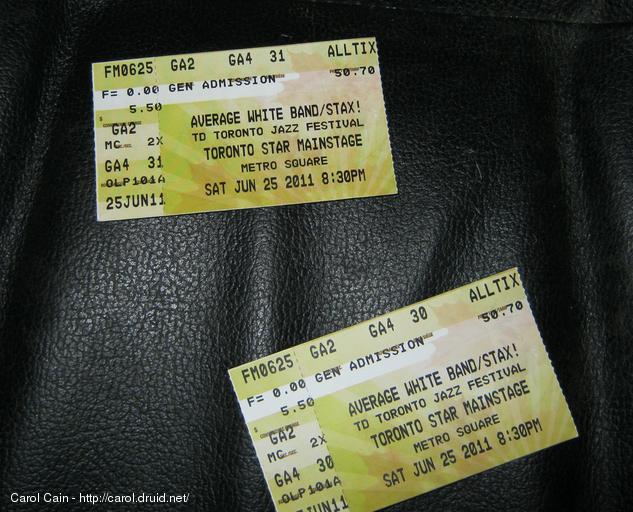 FM0625 GA2 GA4 31 ALLTIX
F= 0.00 GEN ADMISSION 50.70
5.50
AVERAGE WHITE BAND/STAX!
GA2
TD TORONTO JAZZ FESTIVAL
MC 2X
TORONTO STAR MAINSTAGE
GA4 31
METRO SQUARE
OLP101A
SAT JUN 25 2011 8:30PM
25JUN11
FM0625 GA2 GA4 30 ALLTIX
F= 0.00 GEN ADMISSION 50.70
5.50
AVERAGE WHITE BAND/STAX!
GA2
TD TORONTO JAZZ FESTIVAL
MC 2X
TORONTO STAR MAINSTAGE
GA4 30
METRO SQUARE
OLP101A
SAT JUN 25 2011 8:30PM
Carol Cain - http://carol.druid.net/